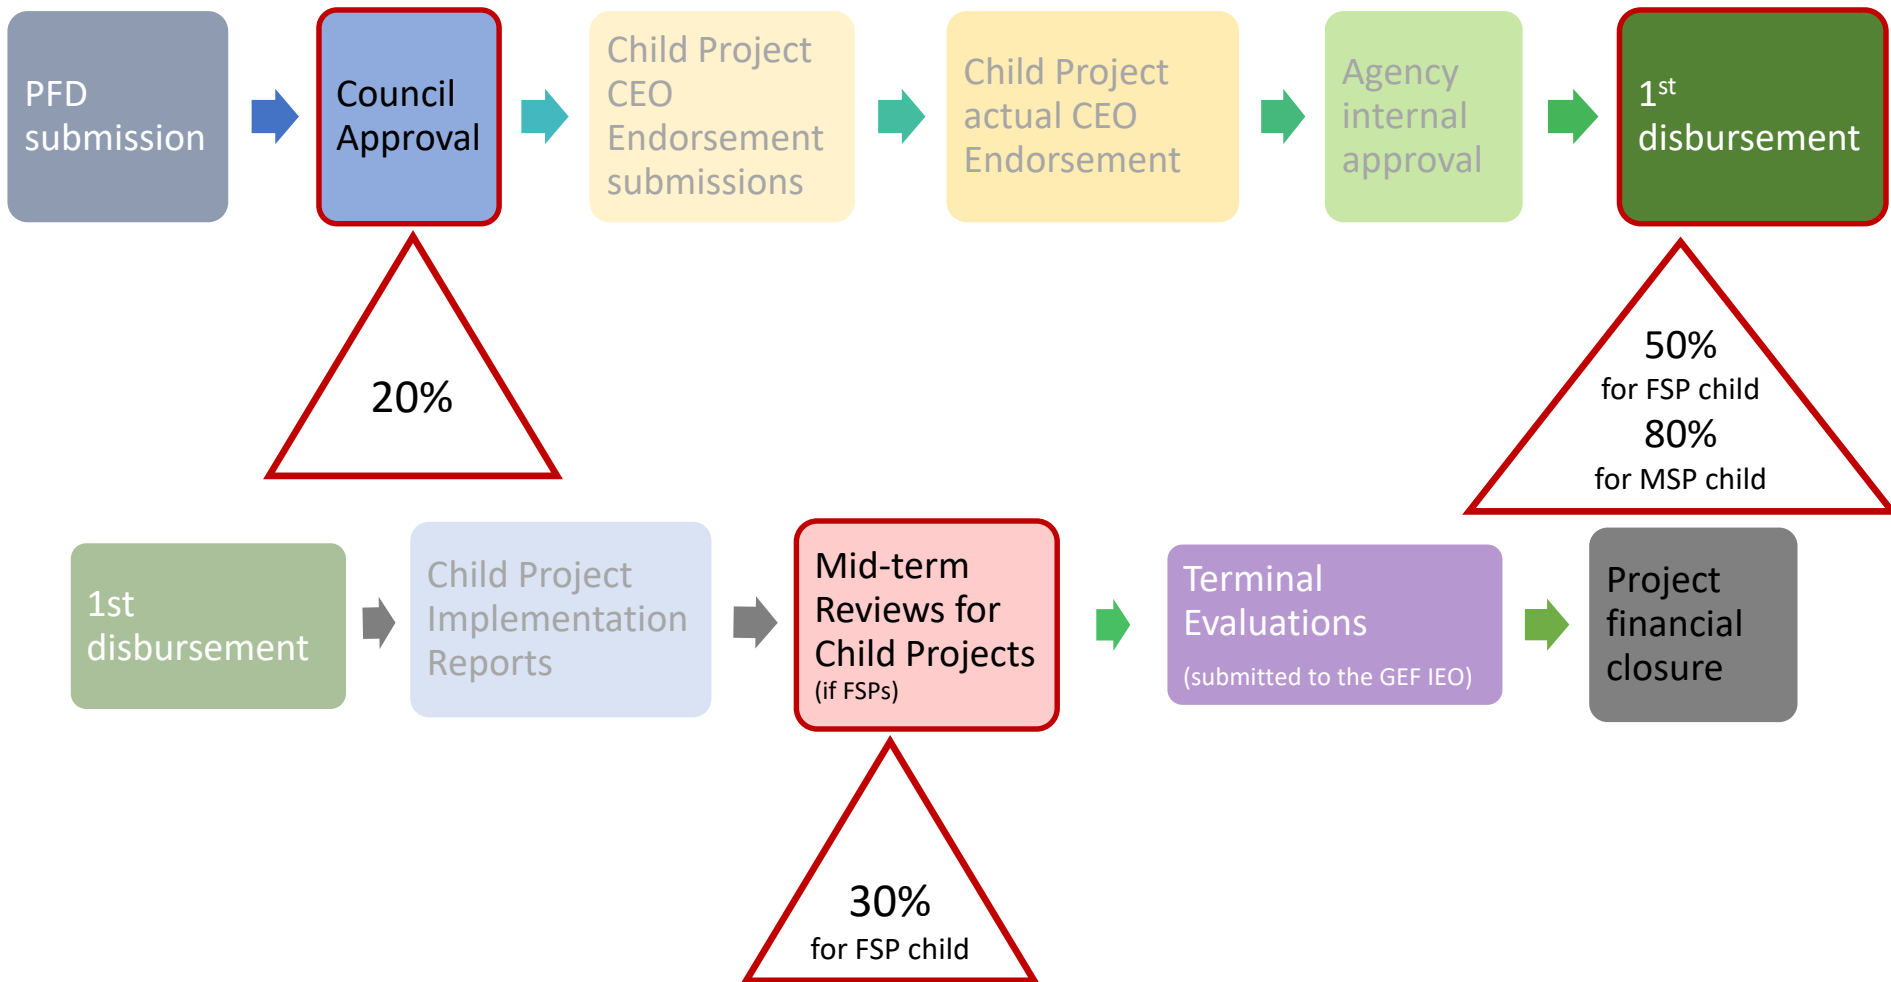 PFD
submission
Council
Approval
Child Project
CEO
Endorsement
submissions
Child Project
actual CEO
Endorsement
Agency
internal
approval
1st
disbursement
20%
50%
for FSP child
80%
for MSP child
1st
disbursement
Child Project
Implementation
Reports
Mid-term
Reviews for
Child Projects
(if FSPs)
Terminal
Evaluations
(submitted to the GEF IEO)
Project
financial
closure
30%
for FSP child